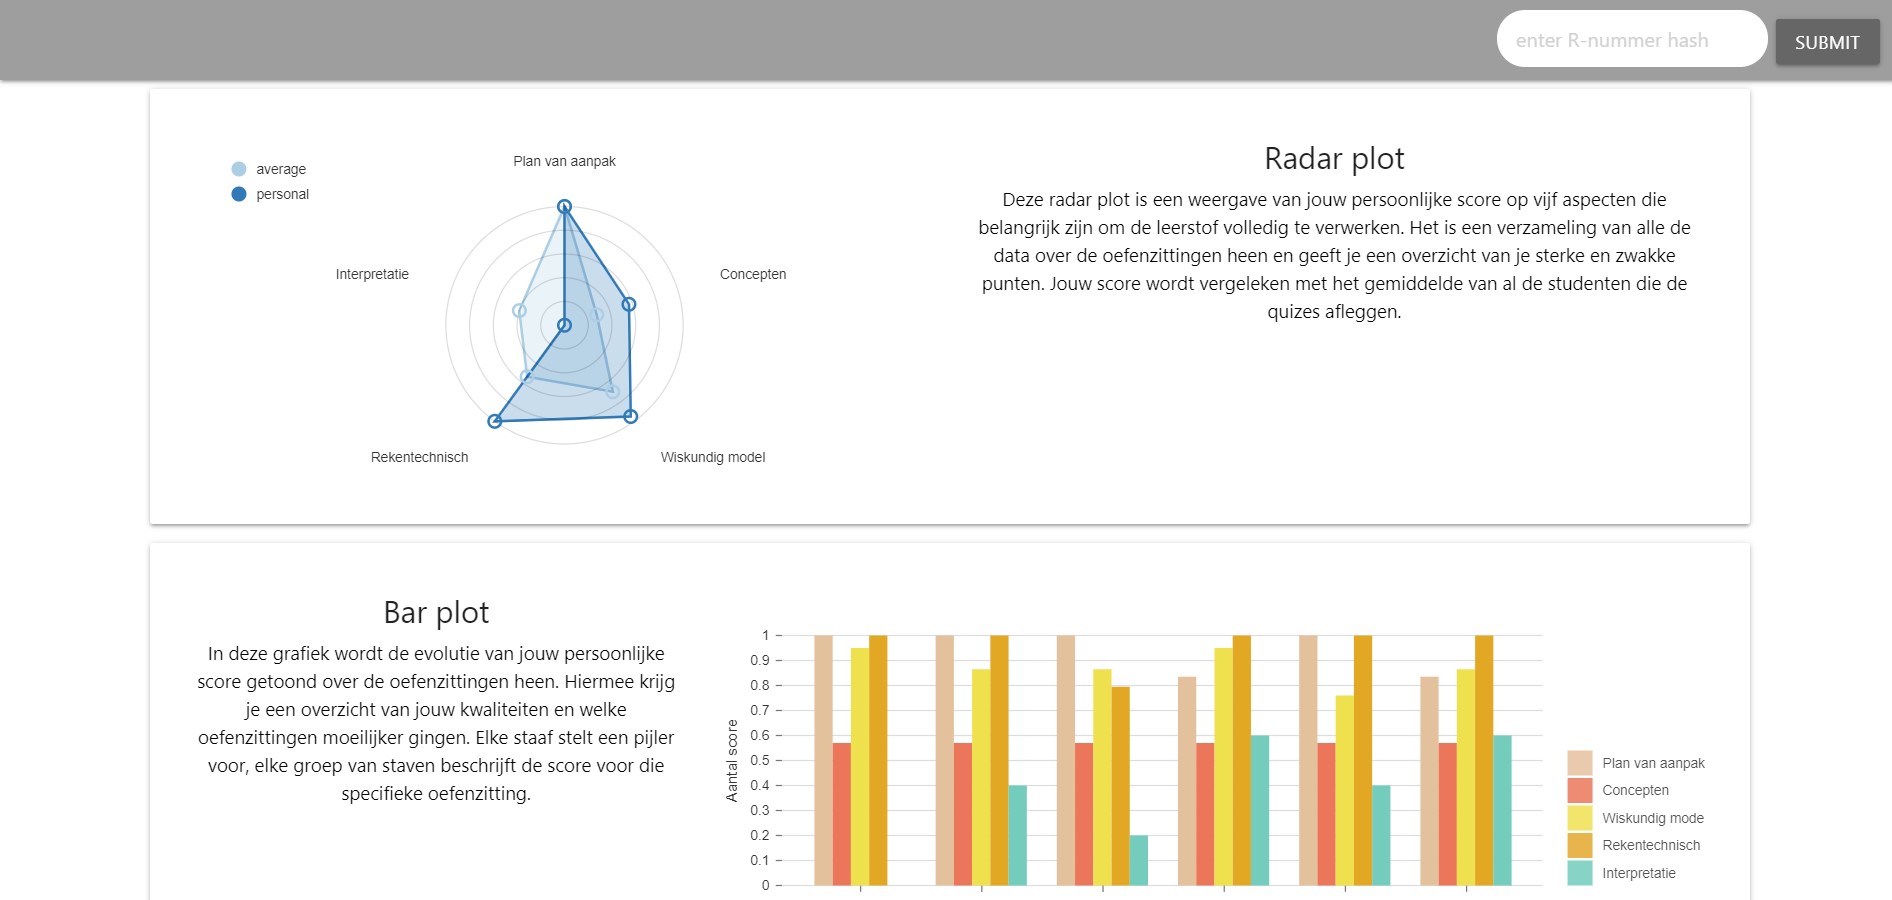 enter R-nummer hash
SUBMIT
average
personal
Plan van aanpak
Interpretatie
Concepten
Rekentechnisch
Wiskundig model
Radar plot
Deze radar plot is een weergave van jouw persoonlijke score op vijf aspecten die
belangrijk zijn om de leerstof volledig te verwerken. Het is een verzameling van alle de
data over de oefenzittingen heen en geeft je een overzicht van je sterke en zwakke
punten. Jouw score wordt vergeleken met het gemiddelde van al de studenten die de
quizes afleggen.
Bar plot
In deze grafiek wordt de evolutie van jouw persoonlijke
score getoond over de oefenzittingen heen. Hiermee krijg
je een overzicht van jouw kwaliteiten en welke
oefenzittingen moeilijker gingen. Elke staaf stelt een pijler
voor, elke groep van staven beschrijft de score voor die
specifieke oefenzitting.
Aantal score
1
0.9
0.8
0.7
0.6
0.5
0.4
0.3
0.2
0.1
0
Plan van aanpak
Concepten
Wiskundig mode
Rekentechnisch
Interpretatie